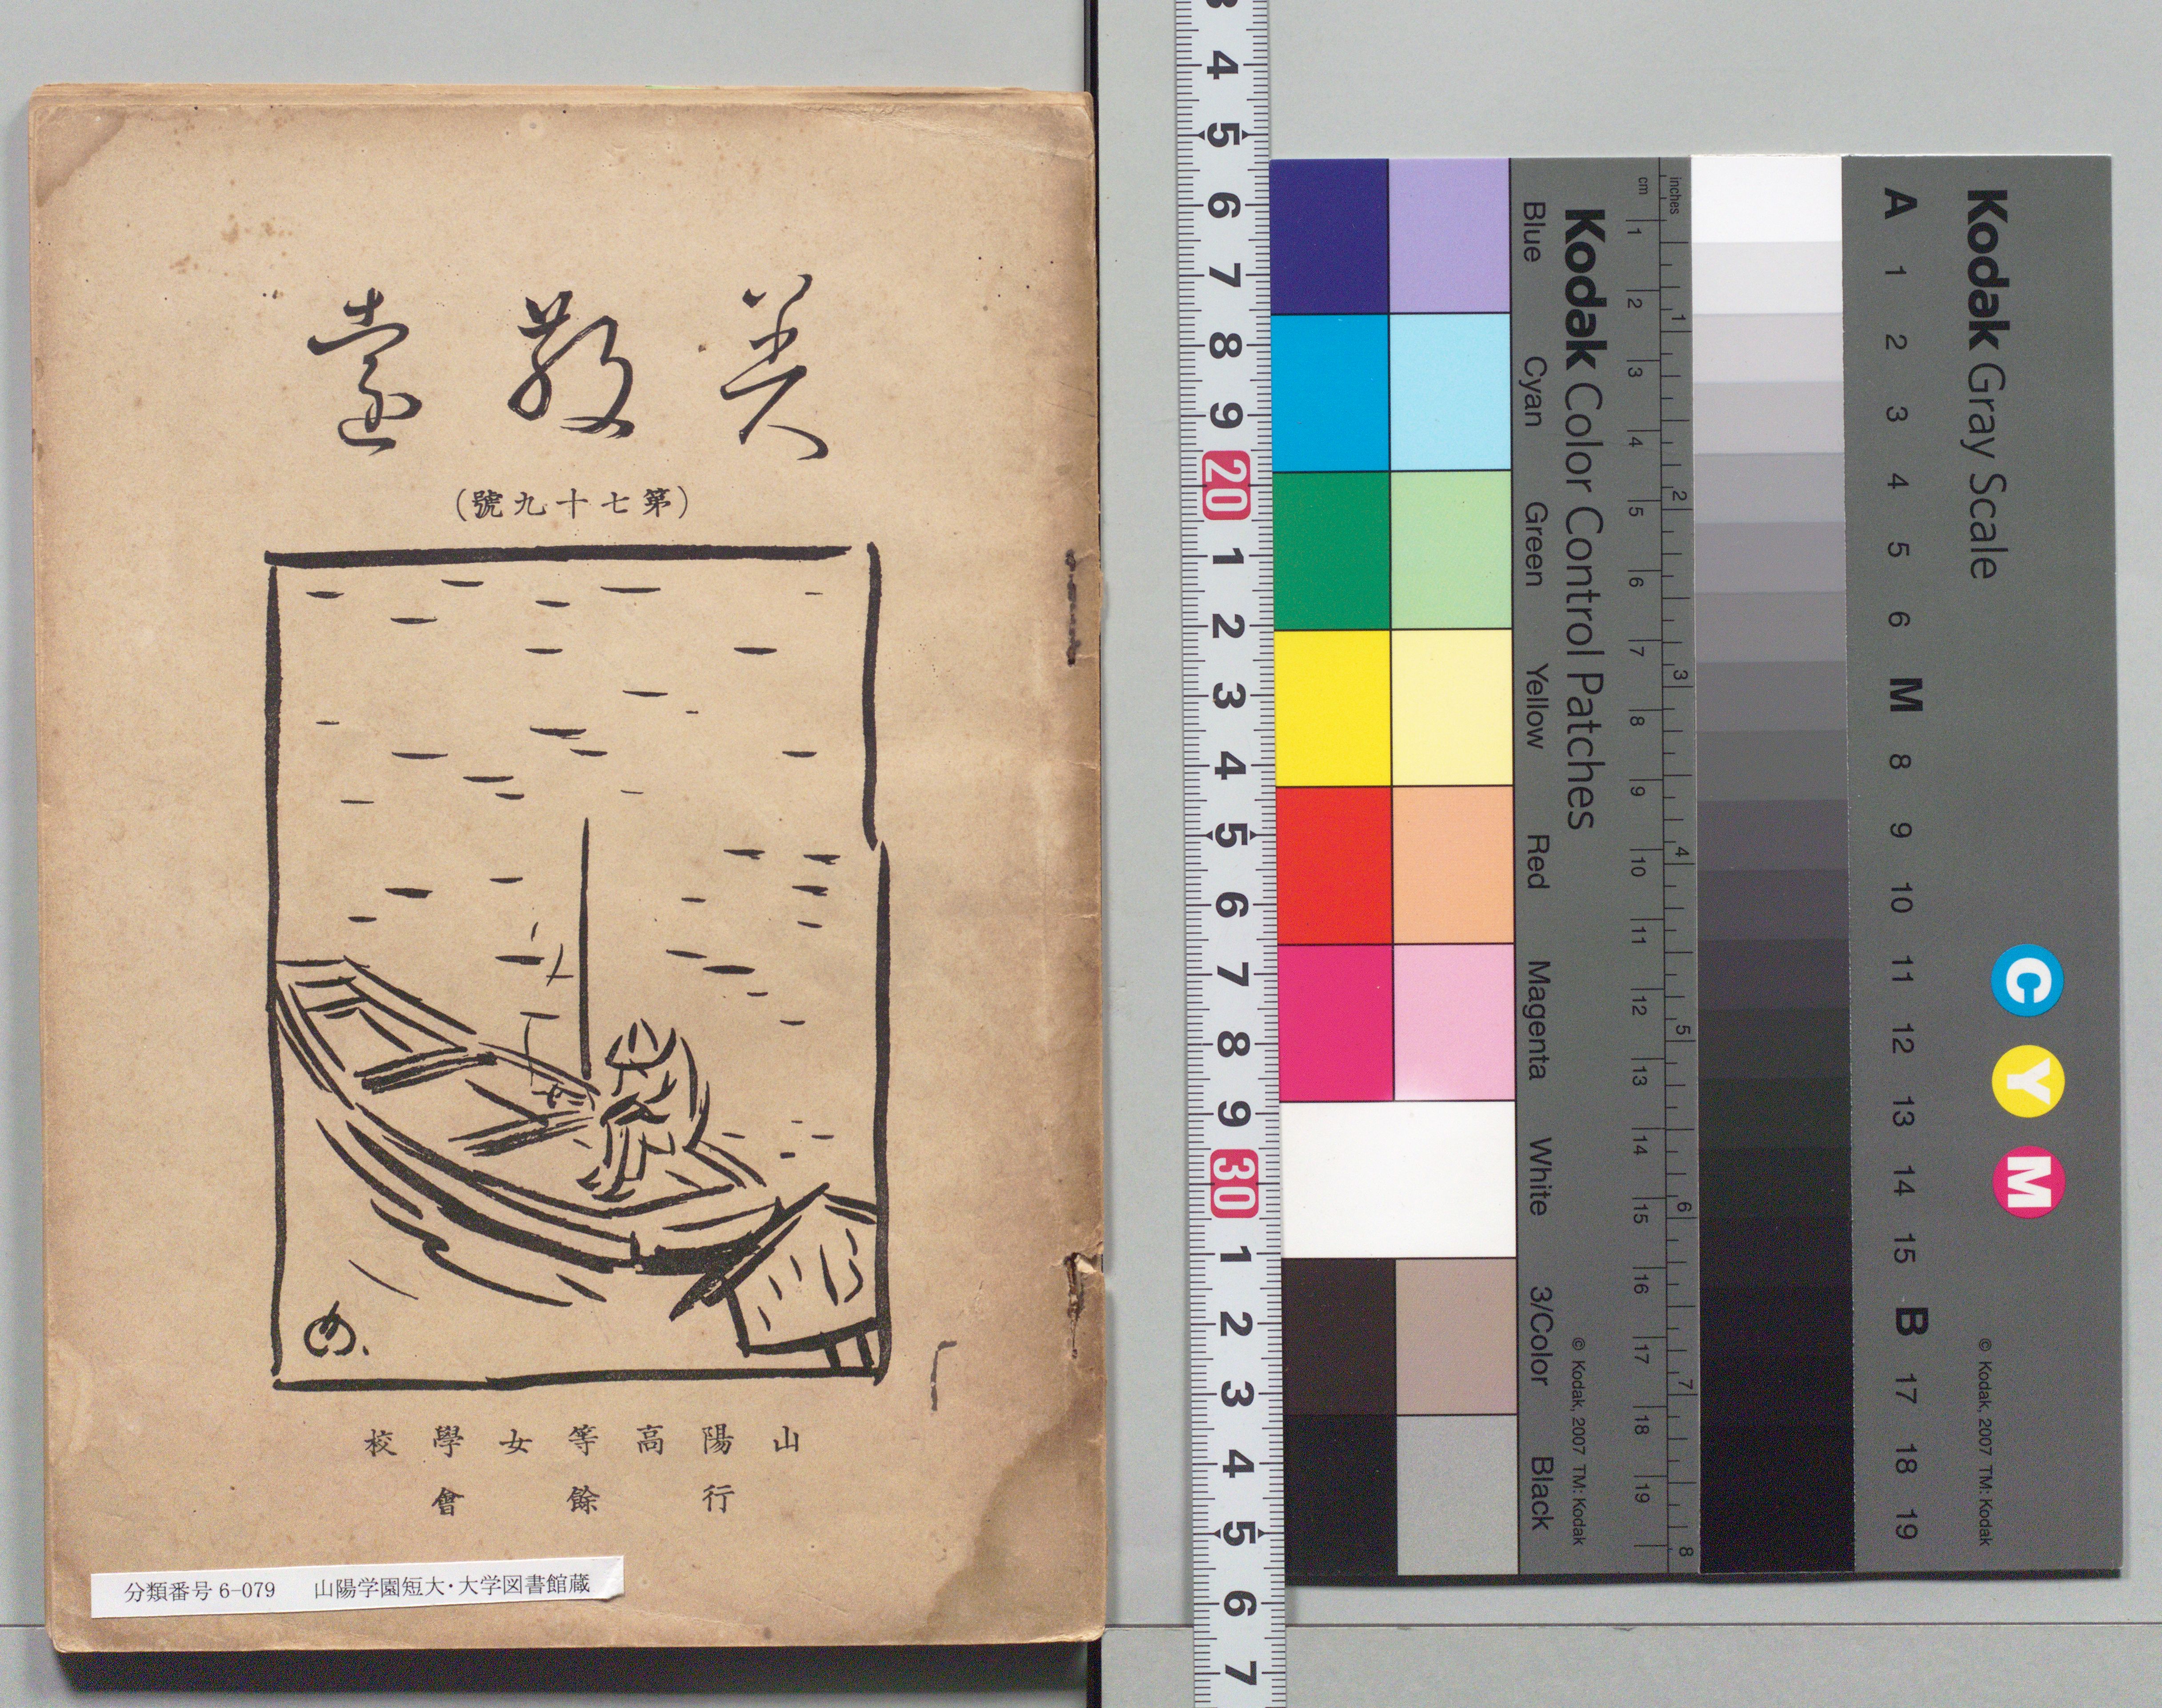 美散遠
(第七十九號)
の.
山陽高等女學校
行餘會
分類番号 6-079 山陽学園短大・大学図書館蔵
3 4 5 6 7 8 9 20 1 2 3 4 5 6 7 8 9 30 1 2 3 4 5 6 7
Blue Cyan Green Yellow Red Magenta White 3/Color Black
Kodak Color Control Patches
© Kodak, 2007 TM: Kodak
cm 1 2 3 4 5 6 7 8 9 10 11 12 13 14 15 16 17 18 19
inches 1 2 3 4 5 6 7 8
A 1 2 3 4 5 6 M 8 9 10 11 12 13 14 15 B 17 18 19
Kodak Gray Scale
C Y M
© Kodak, 2007 TM: Kodak